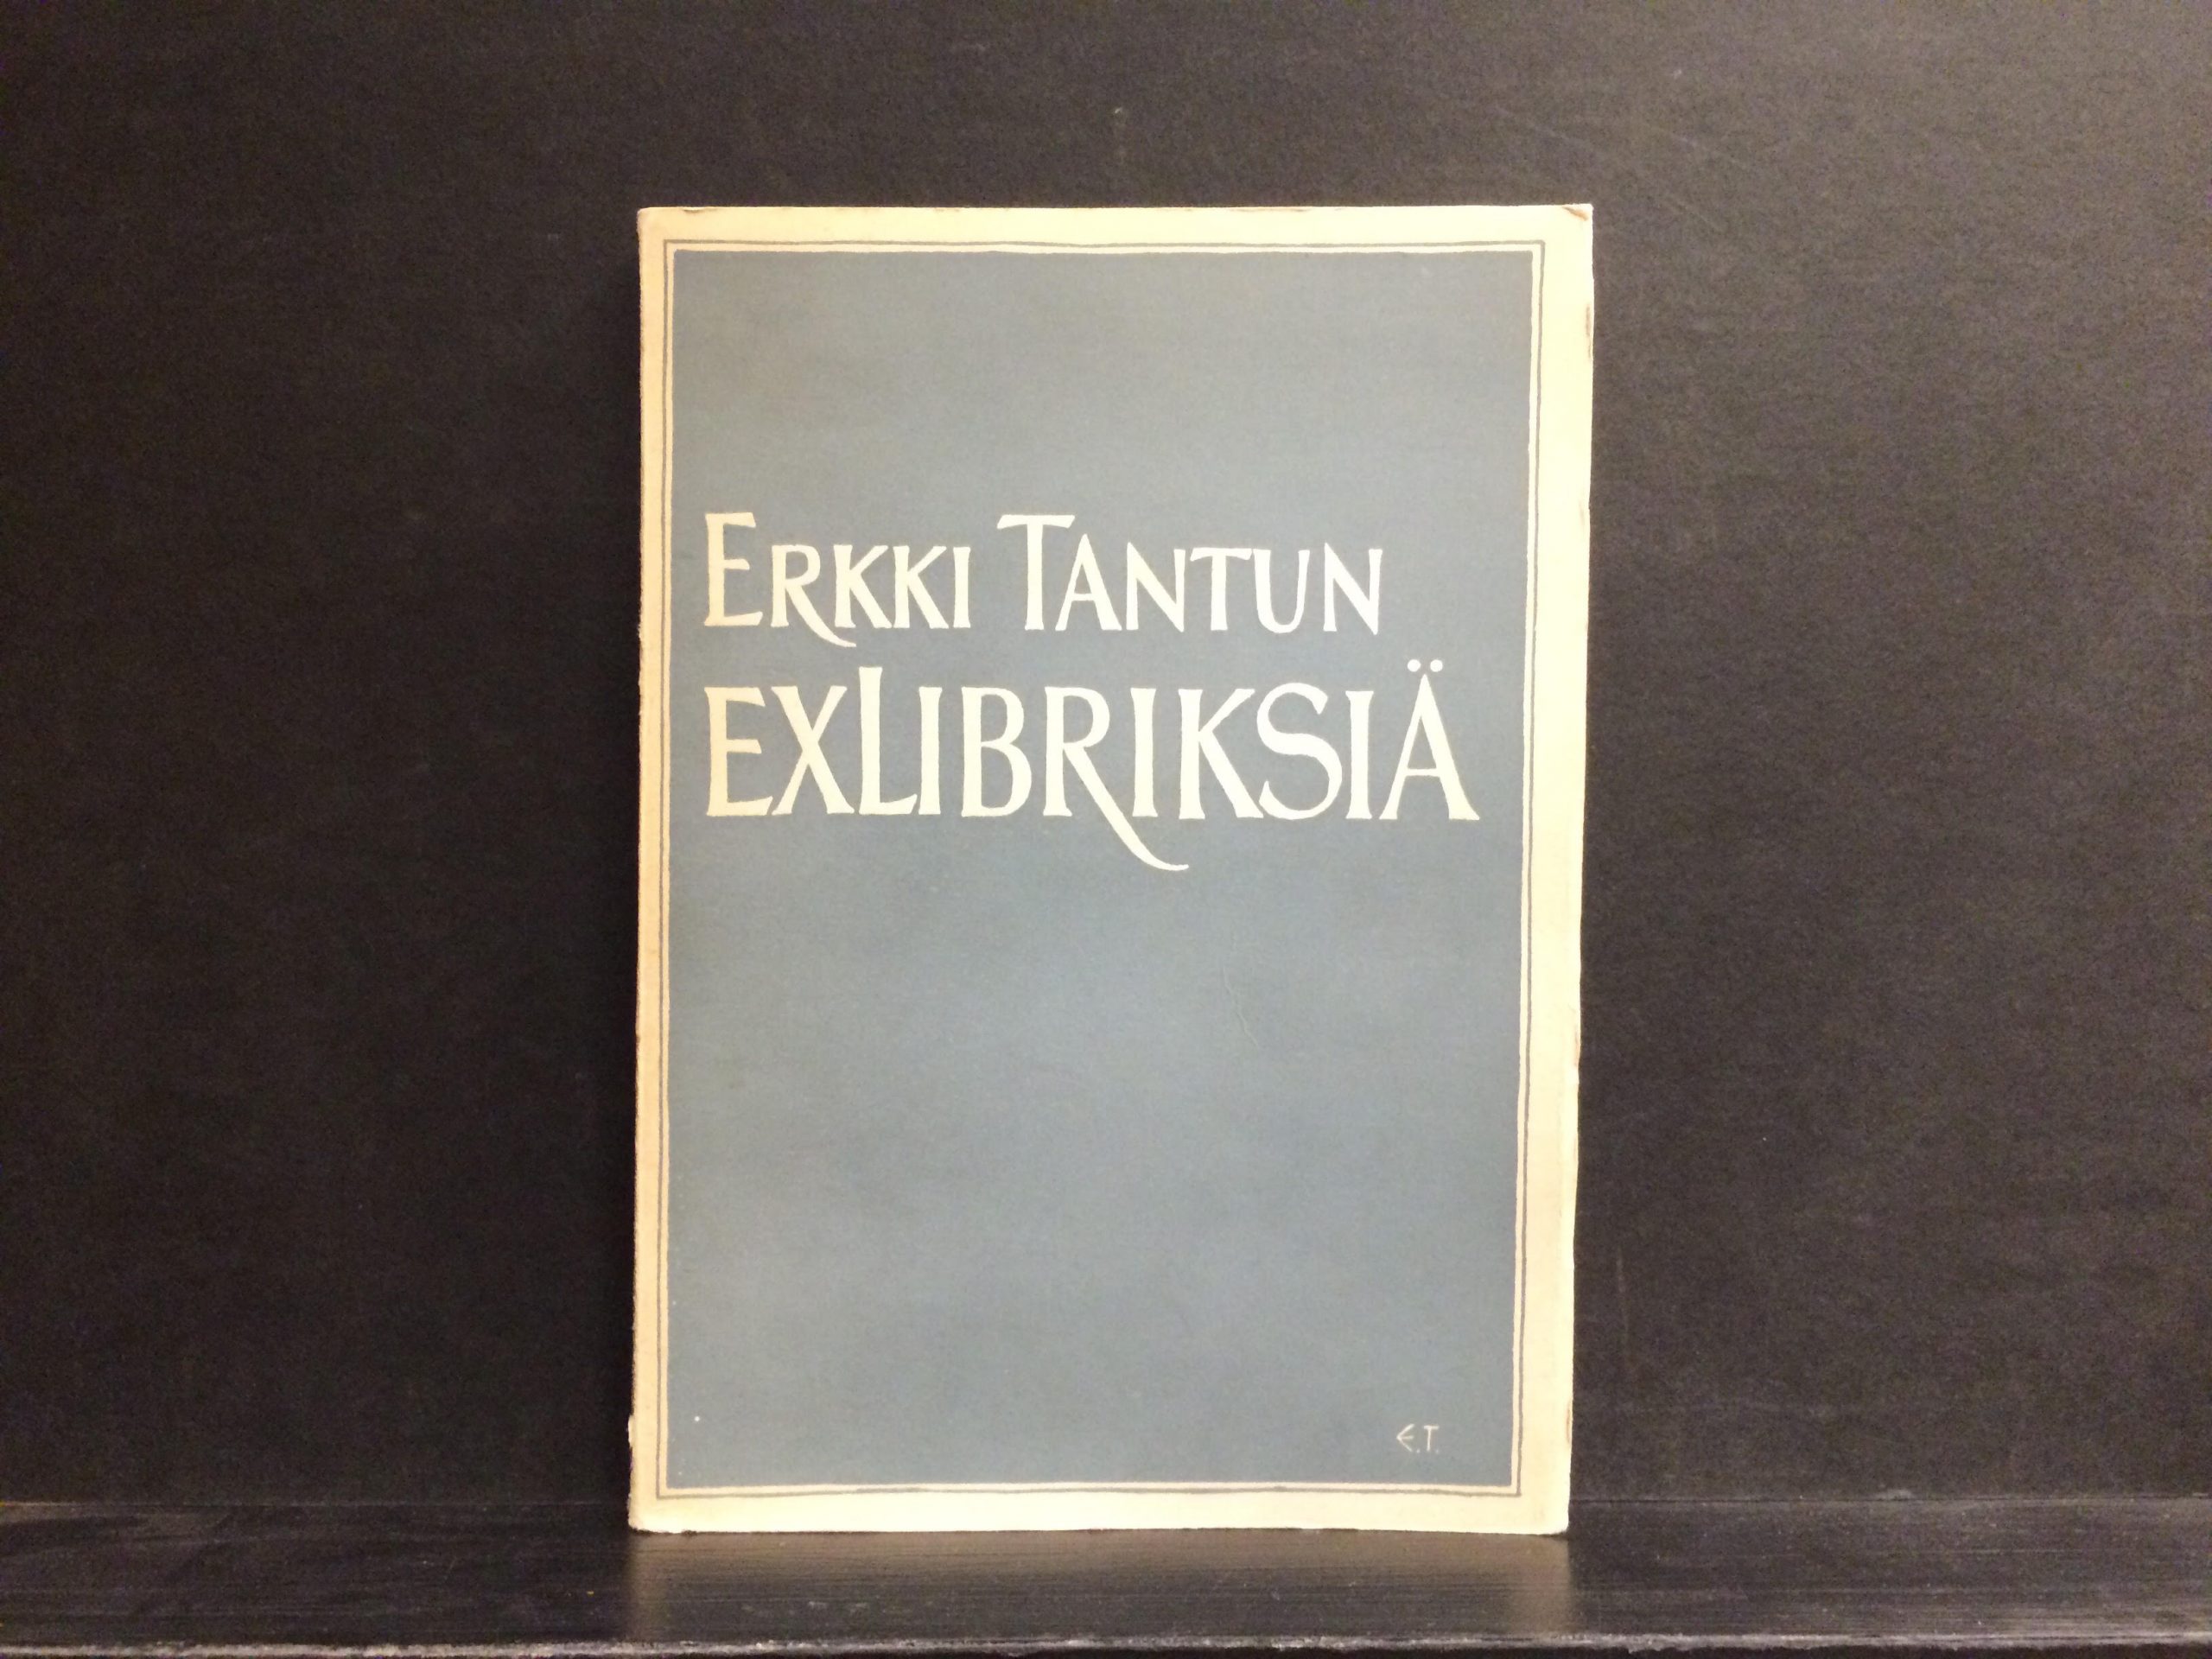 ERKKI TANTUN
EXLIBRIKSIÄ
E.T.